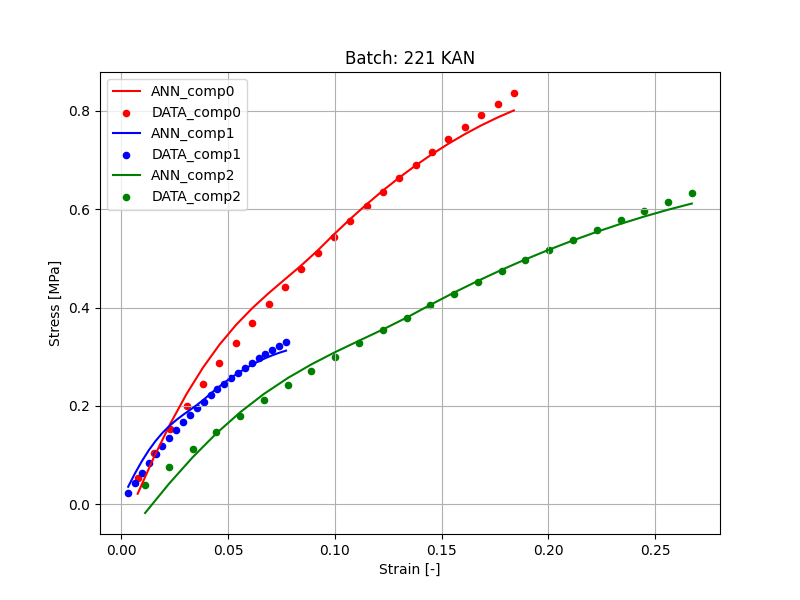 Batch: 221 KAN
ANN_comp0
DATA_comp0
ANN_comp1
DATA_comp1
ANN_comp2
DATA_comp2
Stress [MPa]
0.8
0.6
0.4
0.2
0.0
0.00 0.05 0.10 0.15 0.20 0.25
Strain [-]